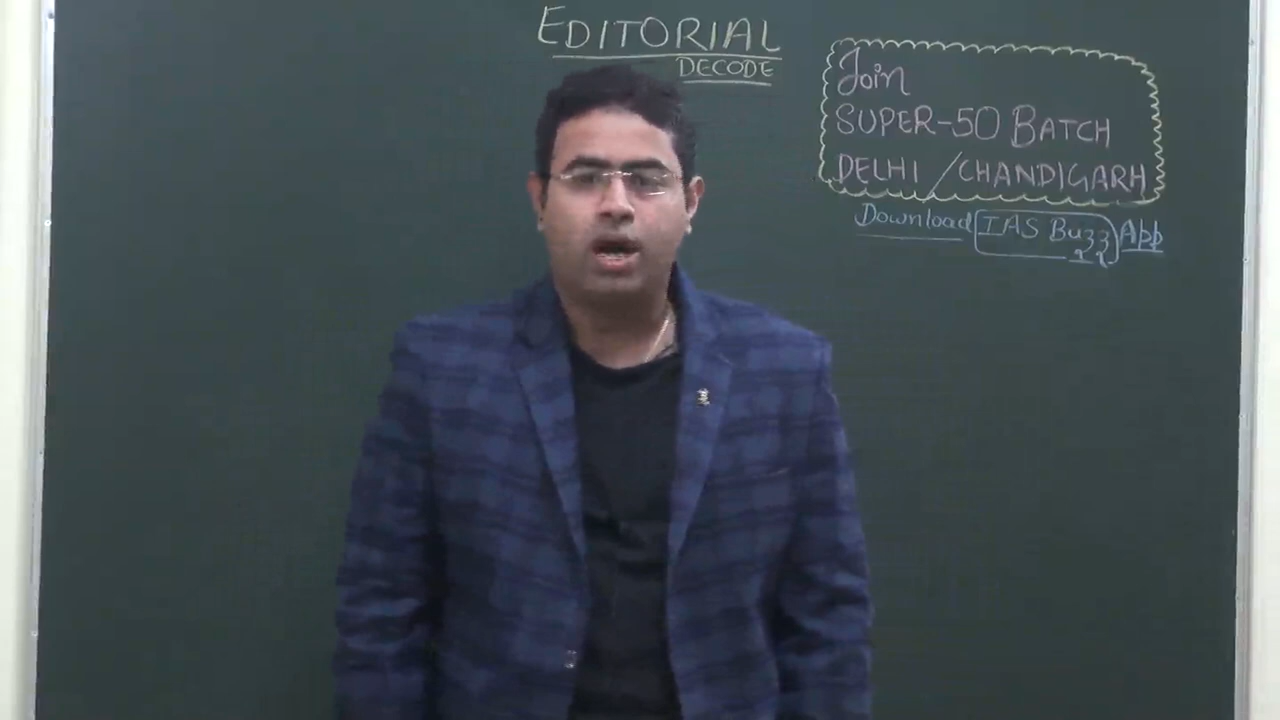 EDITORIAL
DECODE
Join
SUPER-50 BATCH
DELHI / CHANDIGARH
Download IAS Buzz App